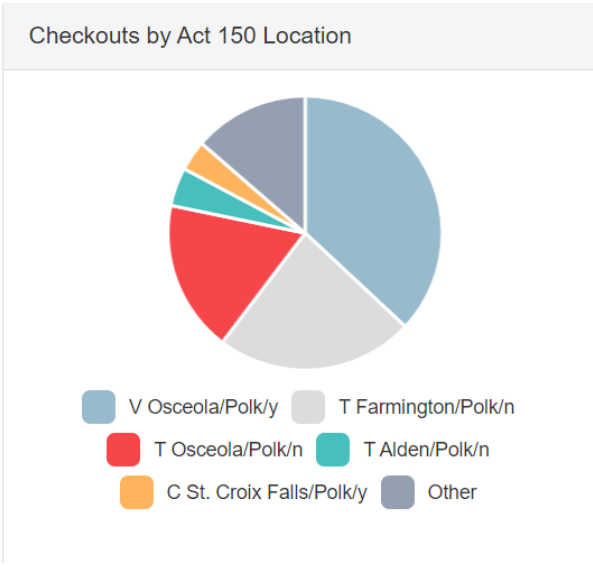 Checkouts by Act 150 Location
V Osceola/Polk/y T Farmington/Polk/n
T Osceola/Polk/n T Alden/Polk/n
C St. Croix Falls/Polk/y Other